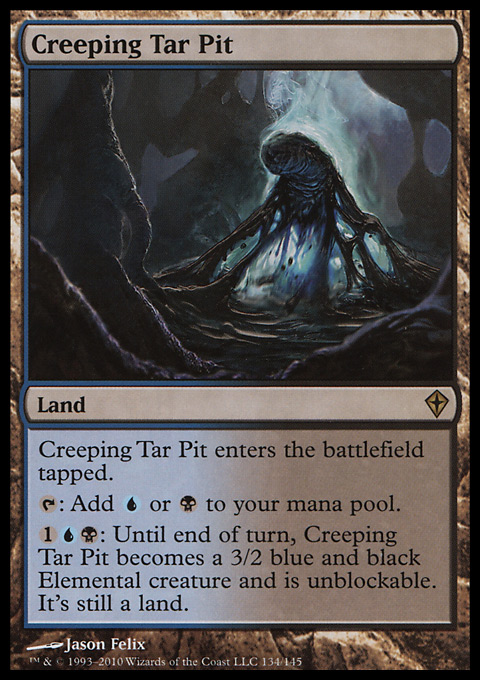 Creeping Tar Pit
Land
Creeping Tar Pit enters the battlefield
tapped.
: Add or to your mana pool.
1 : Until end of turn, Creeping
Tar Pit becomes a 3/2 blue and black
Elemental creature and is unblockable.
It's still a land.
Jason Felix
™ & © 1993–2010 Wizards of the Coast LLC 134/145